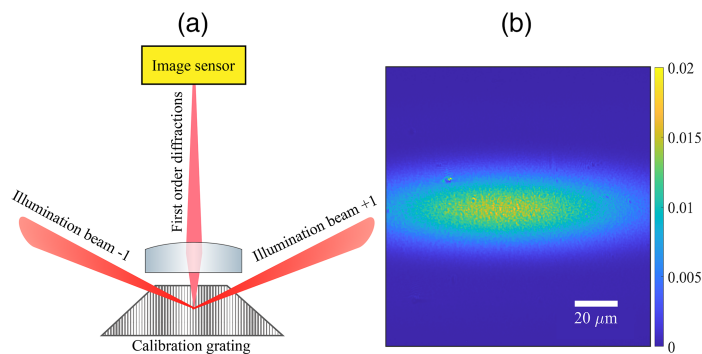 (a)
(b)
Image sensor
First order diffractions
Illumination beam -1
Illumination beam +1
Calibration grating
0.02
0.015
0.01
0.005
0
20 μm